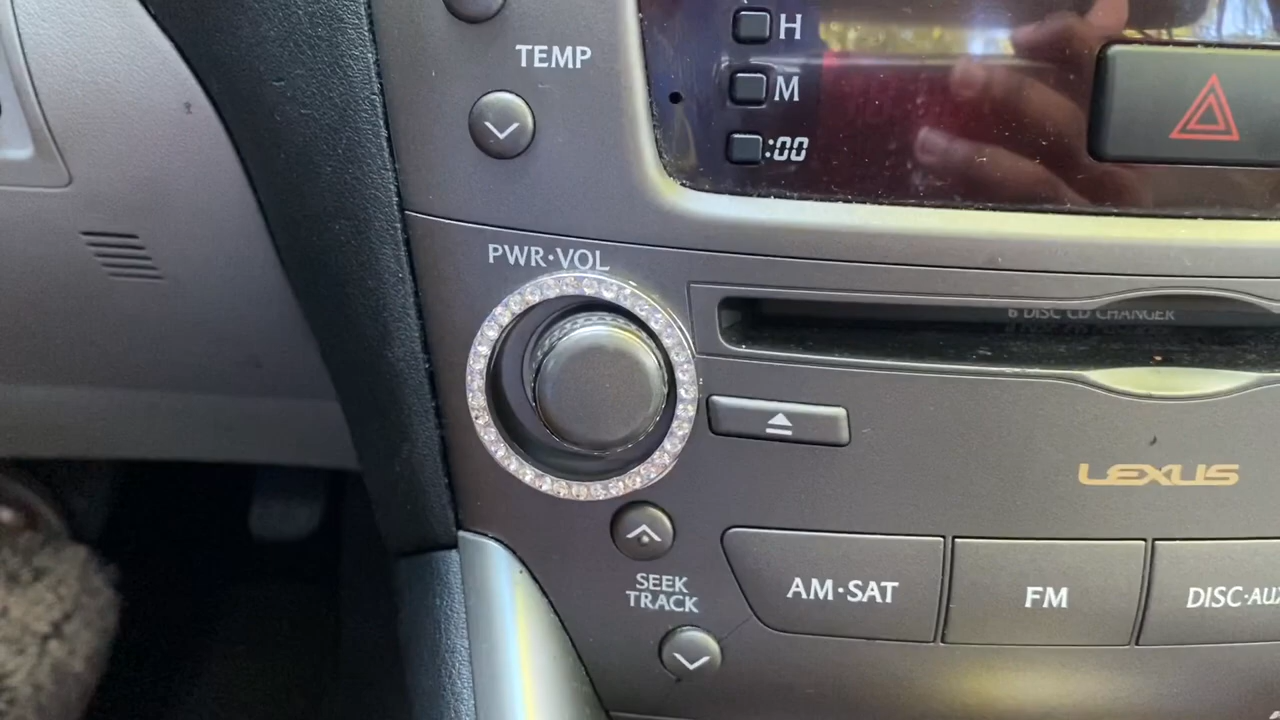 H
TEMP
M
:00
PWR·VOL
6 DISC CD CHANGER
LEXUS
SEEK
TRACK
AM·SAT
FM
DISC·AUX